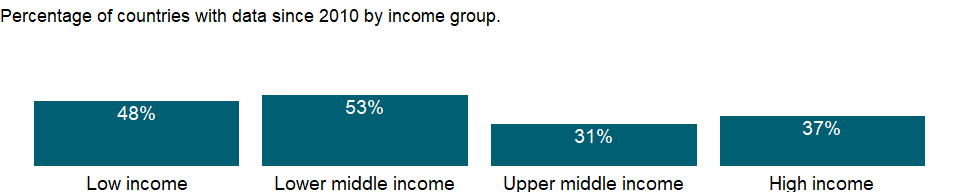 Percentage of countries with data since 2010 by income group.
48% 53% 31% 37%
Low income Lower middle income Upper middle income High income